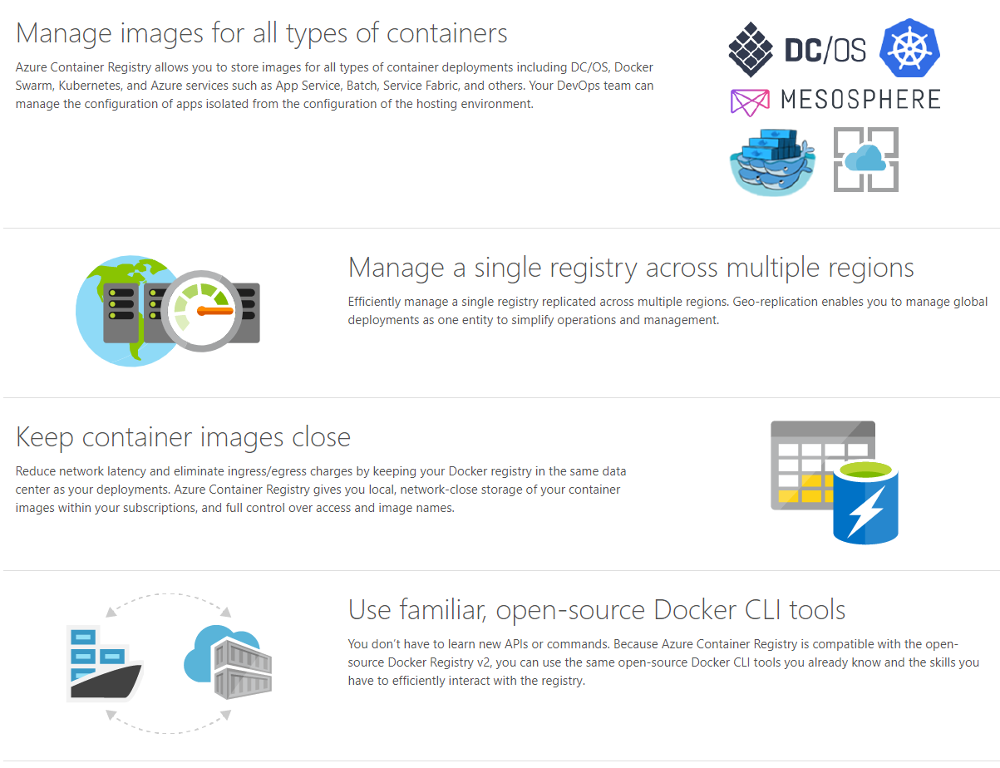 Manage images for all types of containers
Azure Container Registry allows you to store images for all types of container deployments including DC/OS, Docker
Swarm, Kubernetes, and Azure services such as App Service, Batch, Service Fabric, and others. Your DevOps team can
manage the configuration of apps isolated from the configuration of the hosting environment.
DC/OS
MESOSPHERE
Manage a single registry across multiple regions
Efficiently manage a single registry replicated across multiple regions. Geo-replication enables you to manage global
deployments as one entity to simplify operations and management.
Keep container images close
Reduce network latency and eliminate ingress/egress charges by keeping your Docker registry in the same data
center as your deployments. Azure Container Registry gives you local, network-close storage of your container
images within your subscriptions, and full control over access and image names.
Use familiar, open-source Docker CLI tools
You don’t have to learn new APIs or commands. Because Azure Container Registry is compatible with the open-
source Docker Registry v2, you can use the same open-source Docker CLI tools you already know and the skills you
have to efficiently interact with the registry.